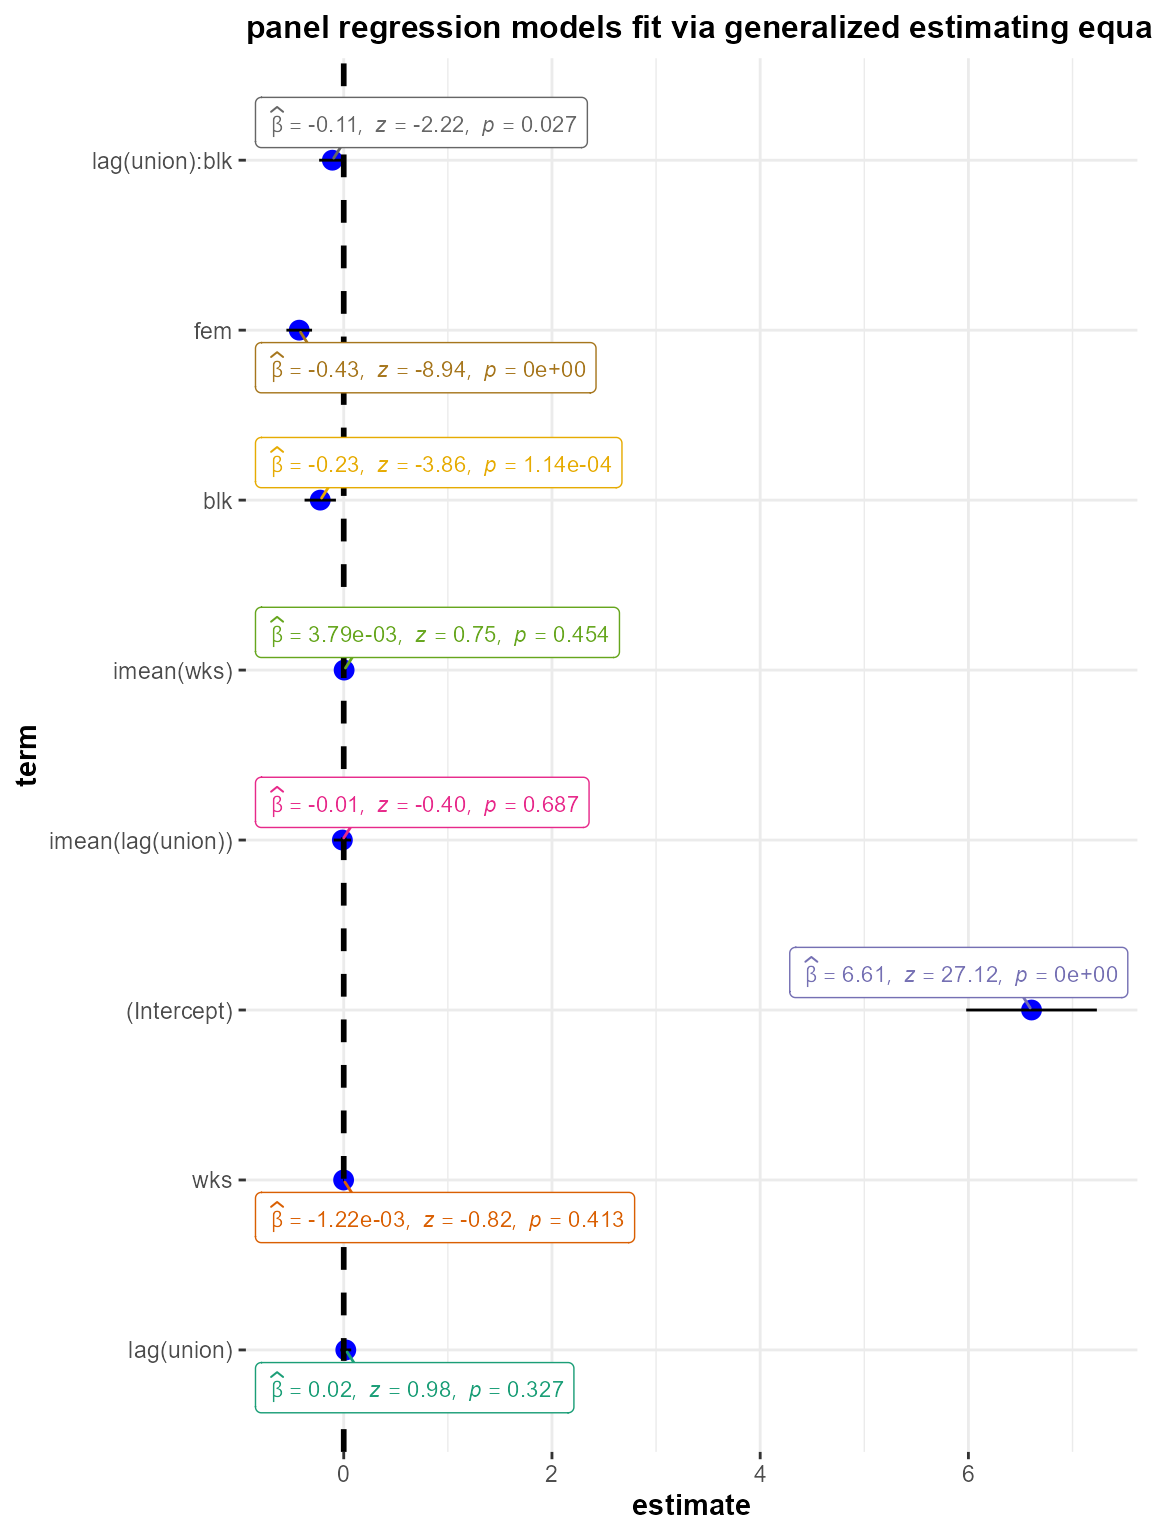 panel regression models fit via generalized estimating equa
β̂ = -0.11, z = -2.22, p = 0.027
lag(union):blk
fem
β̂ = -0.43, z = -8.94, p = 0e+00
β̂ = -0.23, z = -3.86, p = 1.14e-04
blk
β̂ = 3.79e-03, z = 0.75, p = 0.454
imean(wks)
term
β̂ = -0.01, z = -0.40, p = 0.687
imean(lag(union))
β̂ = 6.61, z = 27.12, p = 0e+00
(Intercept)
wks
β̂ = -1.22e-03, z = -0.82, p = 0.413
lag(union)
β̂ = 0.02, z = 0.98, p = 0.327
0 2 4 6
estimate